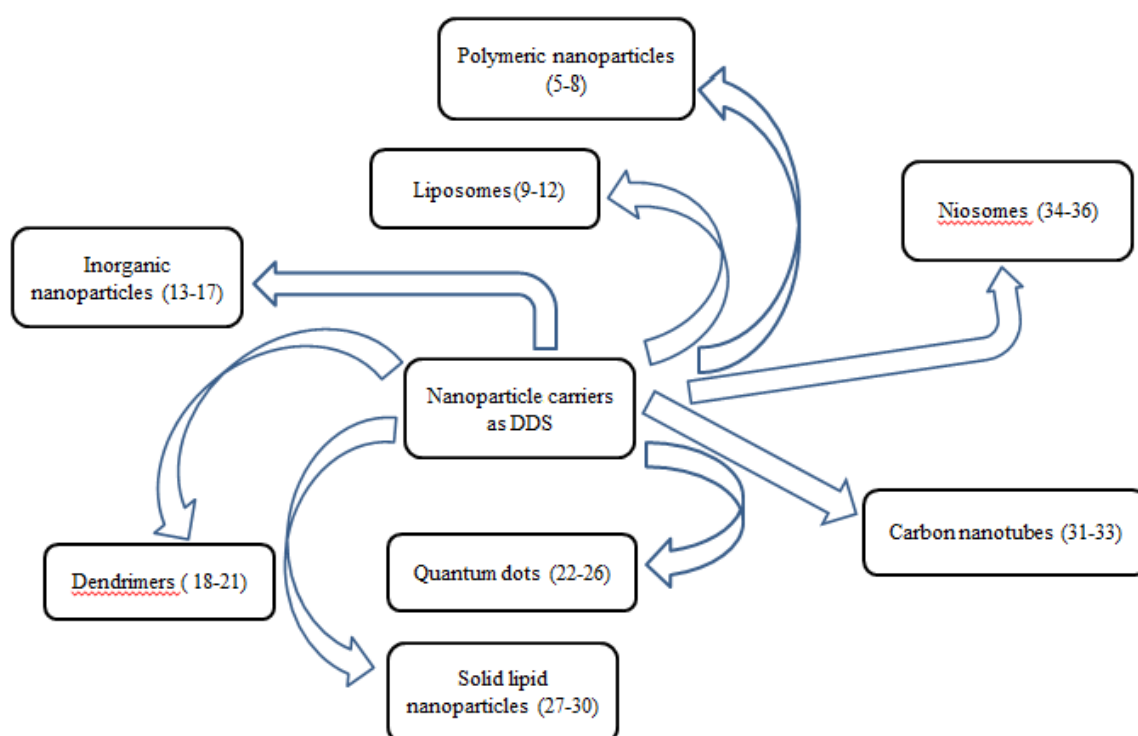 Polymeric nanoparticles
(5-8)
Liposomes (9-12)
Niosomes (34-36)
Inorganic
nanoparticles (13-17)
Nanoparticle carriers
as DDS
Carbon nanotubes (31-33)
Dendrimers ( 18-21)
Quantum dots (22-26)
Solid lipid
nanoparticles (27-30)